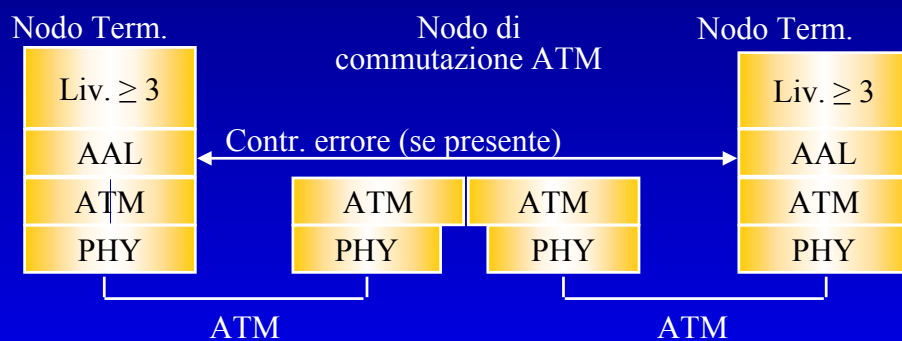 Nodo Term.
Nodo di
commutazione ATM
Nodo Term.
Liv. ≥ 3
Liv. ≥ 3
Contr. errore (se presente)
AAL
AAL
ATM
ATM
ATM
ATM
PHY
PHY
PHY
PHY
ATM
ATM